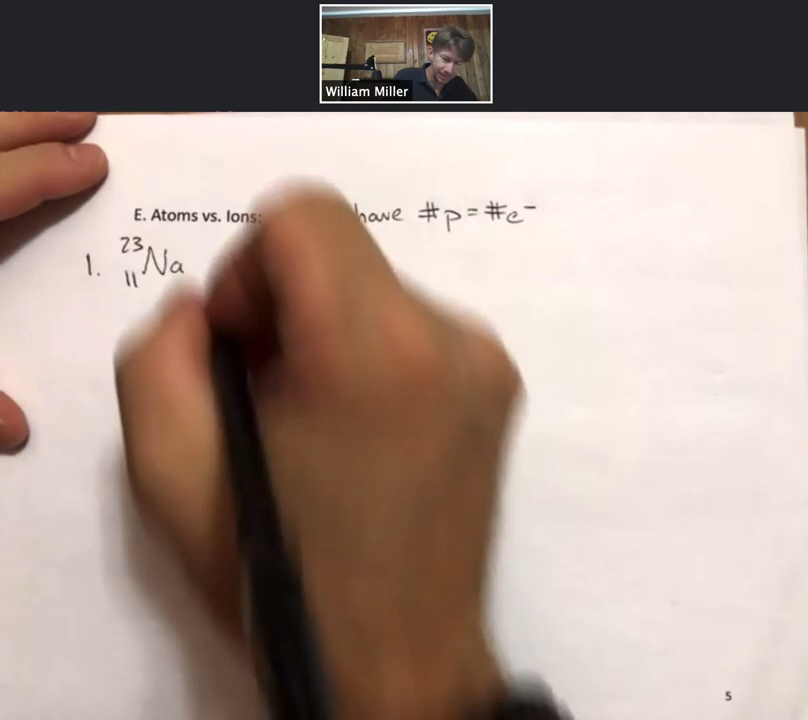 William Miller
E. Atoms vs. Ions: have #p = #e⁻
1. ²³₁₁Na
5